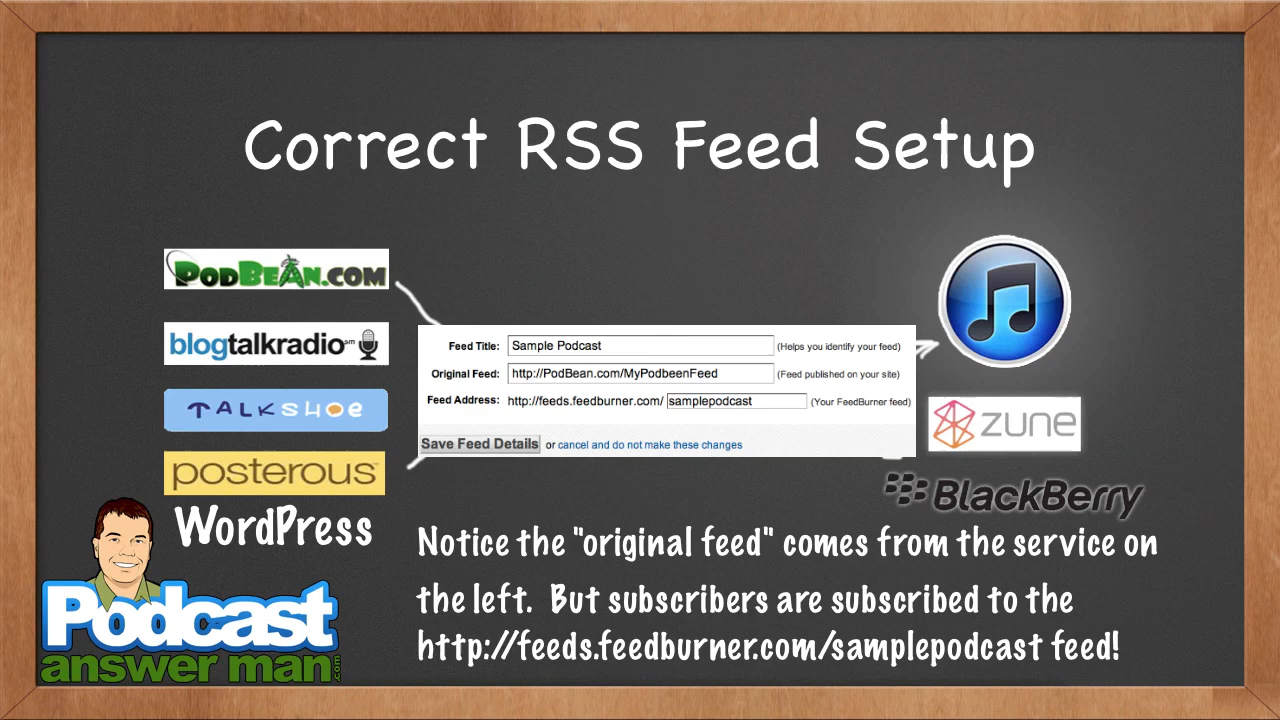 Correct RSS Feed Setup
PodBean.com
blogtalkradio
Feed Title: Sample Podcast (Helps you identify your feed)
Original Feed: http://PodBean.com/MyPodbeenFeed (Feed published on your site)
Feed Address: http://feeds.feedburner.com/ samplepodcast (Your FeedBurner feed)
Save Feed Details or cancel and do not make these changes
TALKSHOE
posterous
WordPress
zune
BlackBerry
Notice the "original feed" comes from the service on
the left. But subscribers are subscribed to the
http://feeds.feedburner.com/samplepodcast feed!
Podcast
answer man.com